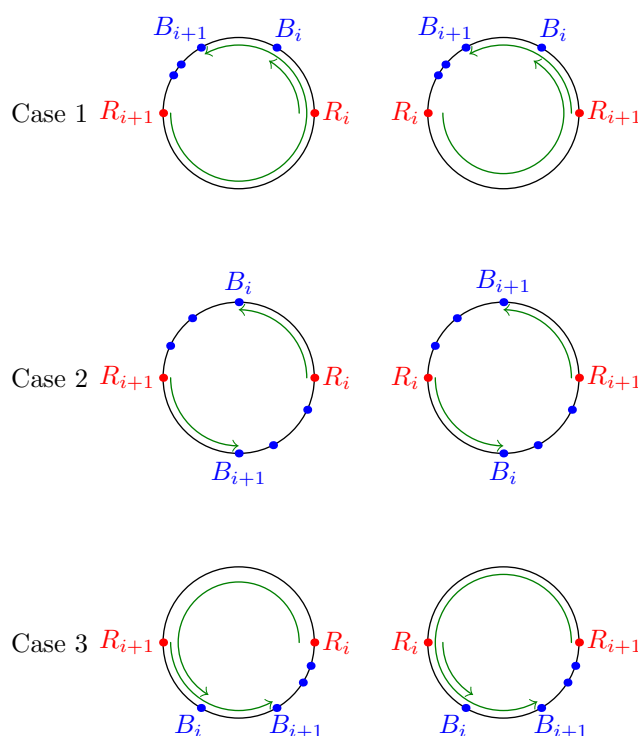 B_{i+1} B_i B_{i+1} B_i
Case 1 R_{i+1} R_i R_i R_{i+1}
B_i B_{i+1}
Case 2 R_{i+1} R_i R_i R_{i+1}
B_{i+1} B_i
Case 3 R_{i+1} R_i R_i R_{i+1}
B_i B_{i+1} B_i B_{i+1}